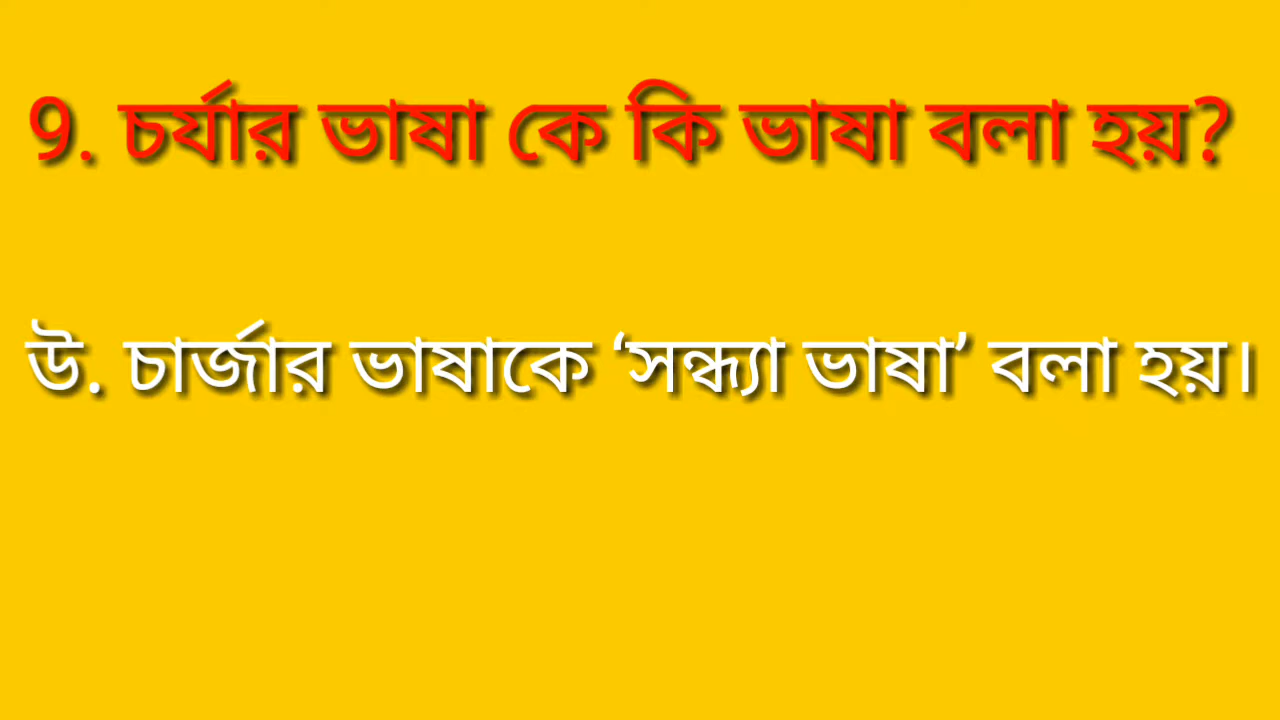 9. চর্যার ভাষা কে কি ভাষা বলা হয়?
উ. চার্জার ভাষাকে ‘সন্ধ্যা ভাষা’ বলা হয়।